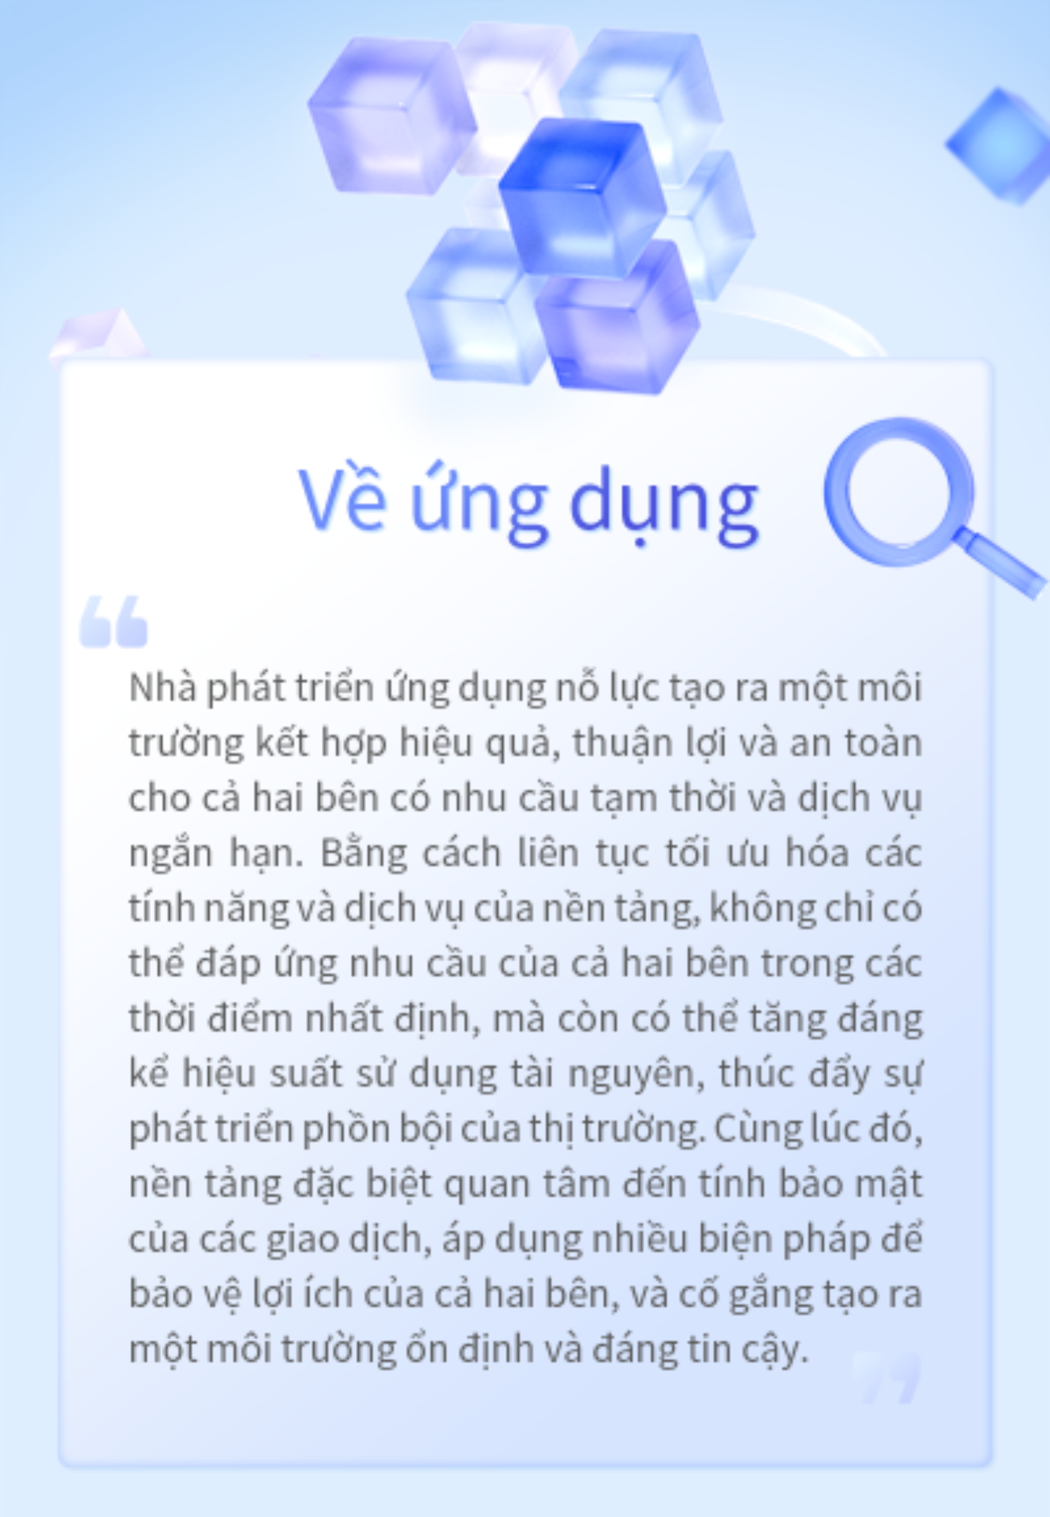 Về ứng dụng
“
Nhà phát triển ứng dụng nỗ lực tạo ra một môi
trường kết hợp hiệu quả, thuận lợi và an toàn
cho cả hai bên có nhu cầu tạm thời và dịch vụ
ngắn hạn. Bằng cách liên tục tối ưu hóa các
tính năng và dịch vụ của nền tảng, không chỉ có
thể đáp ứng nhu cầu của cả hai bên trong các
thời điểm nhất định, mà còn có thể tăng đáng
kể hiệu suất sử dụng tài nguyên, thúc đẩy sự
phát triển phồn bội của thị trường. Cùng lúc đó,
nền tảng đặc biệt quan tâm đến tính bảo mật
của các giao dịch, áp dụng nhiều biện pháp để
bảo vệ lợi ích của cả hai bên, và cố gắng tạo ra
một môi trường ổn định và đáng tin cậy.
”